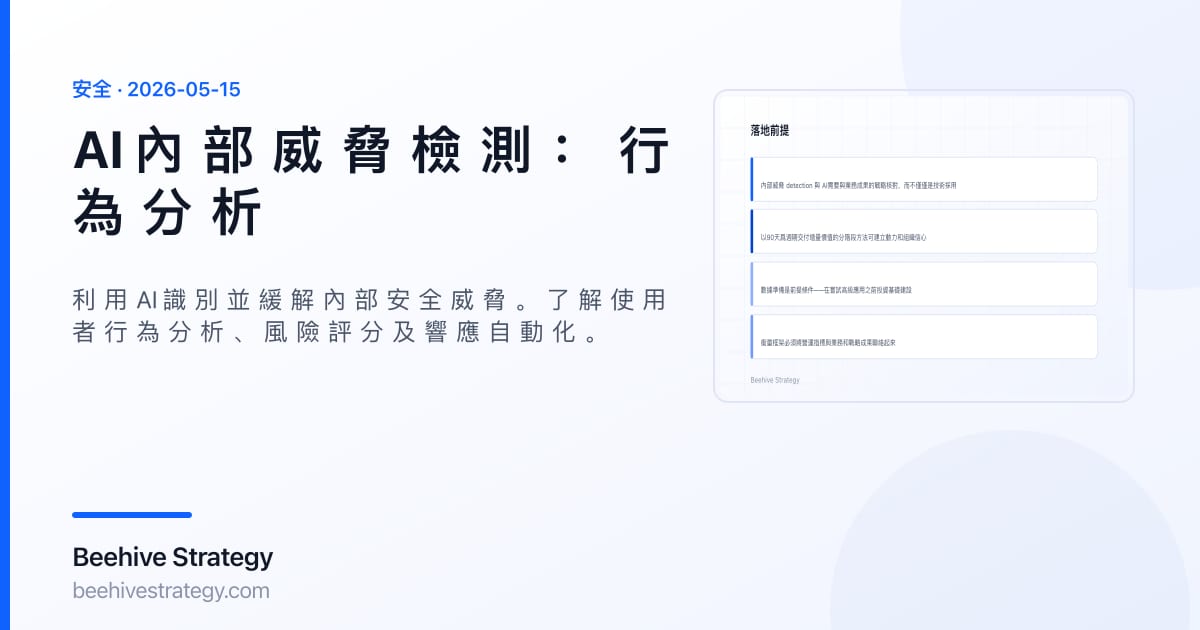 安全 · 2026-05-15
AI內部威脅檢測： 行
為分析
利用AI識別並緩解內部安全威脅。了解使用
者行為分析、風險評分及響應自動化。
Beehive Strategy
beehivestrategy.com
落地前提
內部威脅 detection 與 AI需要與業務成果的戰略校對，而不僅僅是技術採用
以90天爲週期交付增量價值的分階段方法可建立動力和組織信心
數據準備是前提條件——在嘗試高級應用之前投資基礎建設
衡量框架必須將營運指標與業務和戰略成果聯絡起來
Beehive Strategy